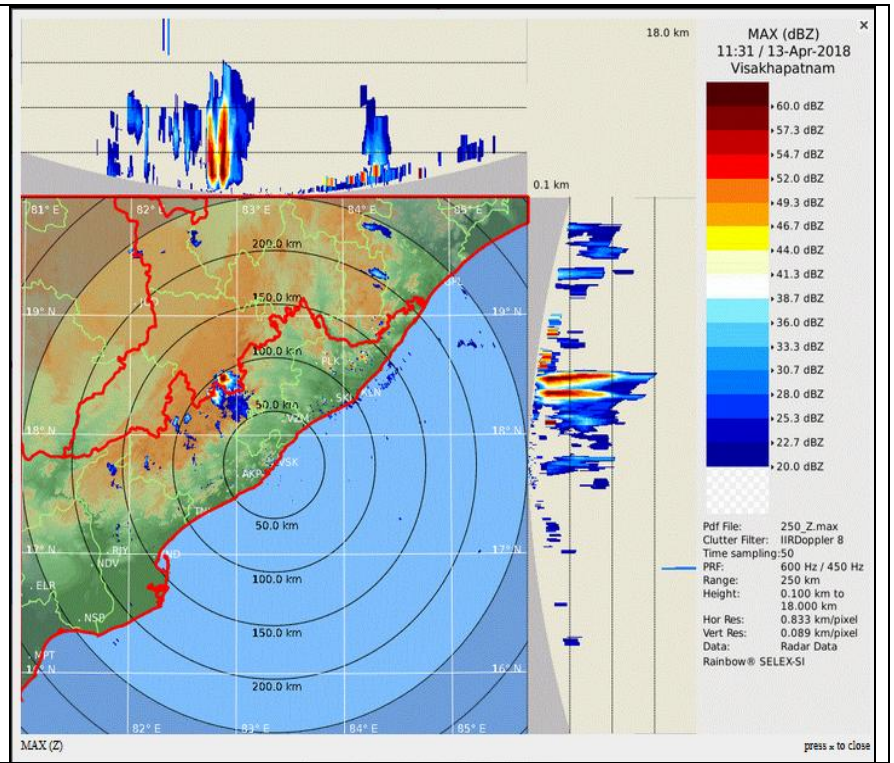 18.0 km
×
MAX (dBZ)
11:31 / 13-Apr-2018
Visakhapatnam
60.0 dBZ
57.3 dBZ
54.7 dBZ
52.0 dBZ
49.3 dBZ
46.7 dBZ
44.0 dBZ
41.3 dBZ
38.7 dBZ
36.0 dBZ
33.3 dBZ
30.7 dBZ
28.0 dBZ
25.3 dBZ
22.7 dBZ
20.0 dBZ
0.1 km
81° E 82° E 83° E 84° E 85° E
200.0 km
150.0 km
19° N 19° N
100.0 km
PLK
50.0 km
SKL KLN
VZM
18° N 18° N
VSK
AKP
50.0 km
17° N 17° N
RJY
NDV
100.0 km
ELR
NSP
150.0 km
MPT
16° N 16° N
200.0 km
82° E 83° E 84° E 85° E
Pdf File: 250_Z.max
Clutter Filter: IIRDoppler 8
Time sampling:50
PRF: 600 Hz / 450 Hz
Range: 250 km
Height: 0.100 km to
18.000 km
Hor Res: 0.833 km/pixel
Vert Res: 0.089 km/pixel
Data: Radar Data
Rainbow® SELEX-SI
MAX (Z) press x to close